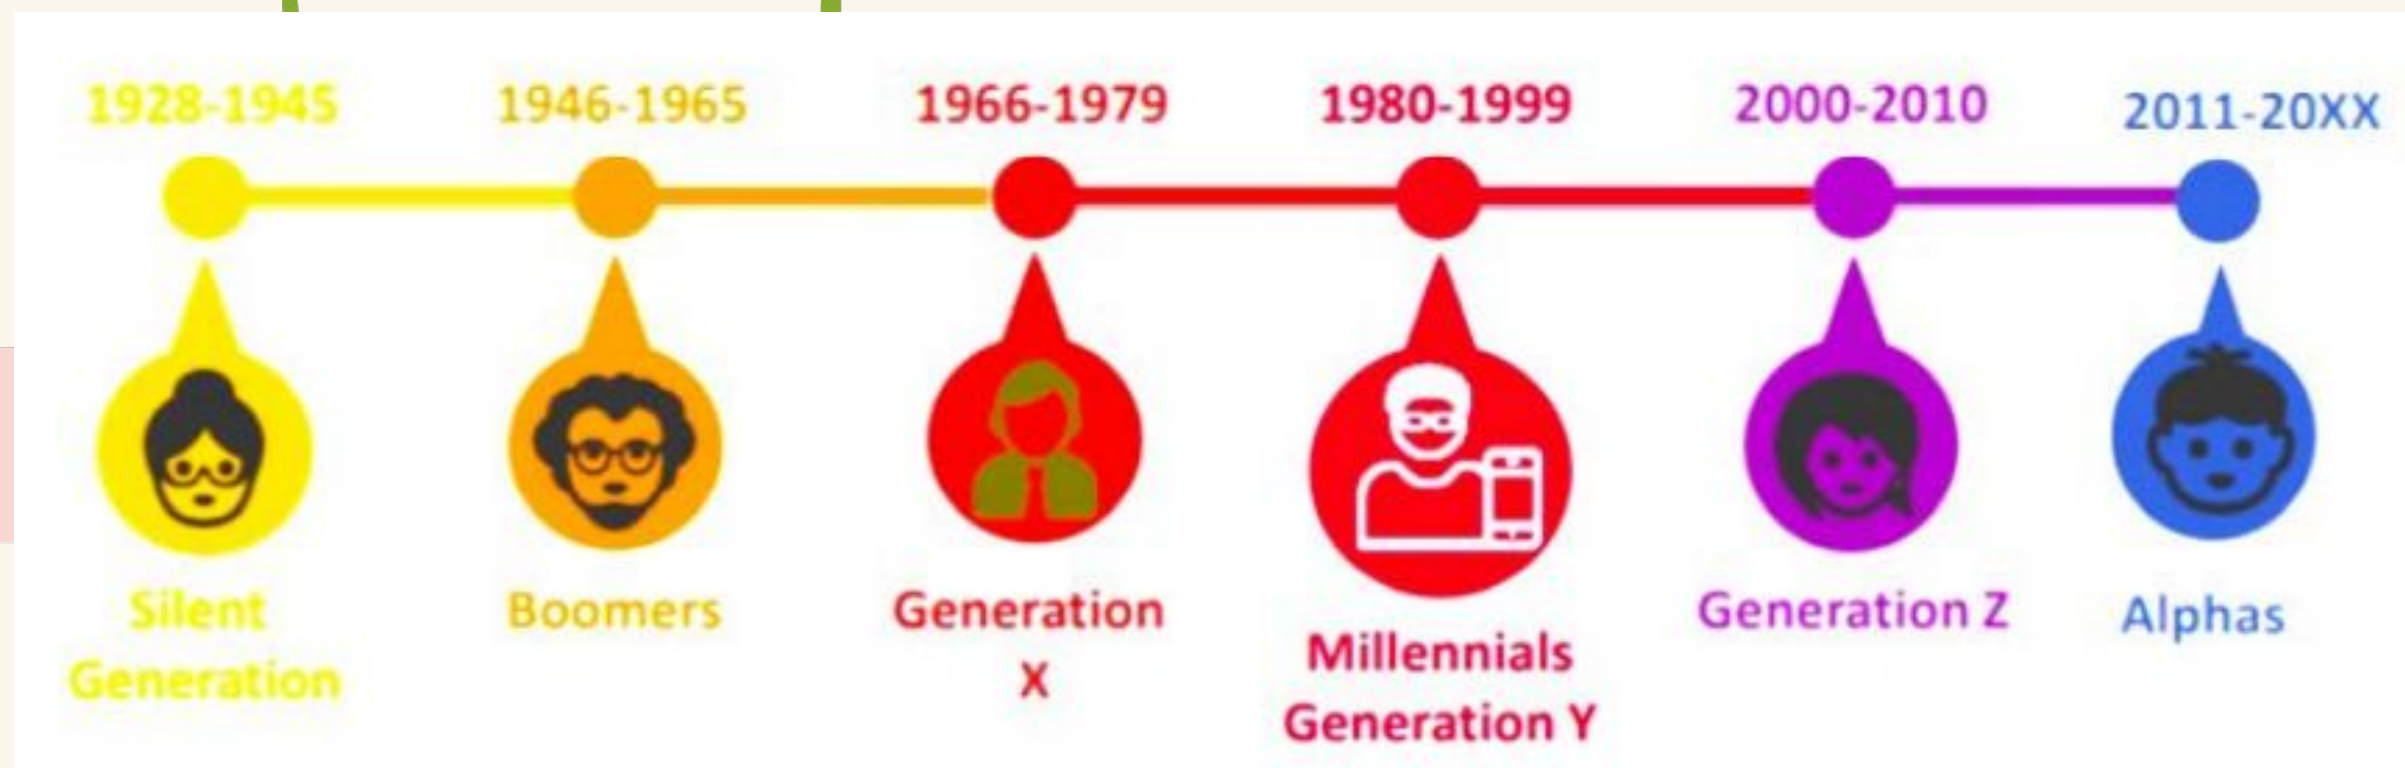 1928-1945
1946-1965
1966-1979
1980-1999
2000-2010
2011-20XX
Silent
Generation
Boomers
Generation
X
Millennials
Generation Y
Generation Z
Alphas